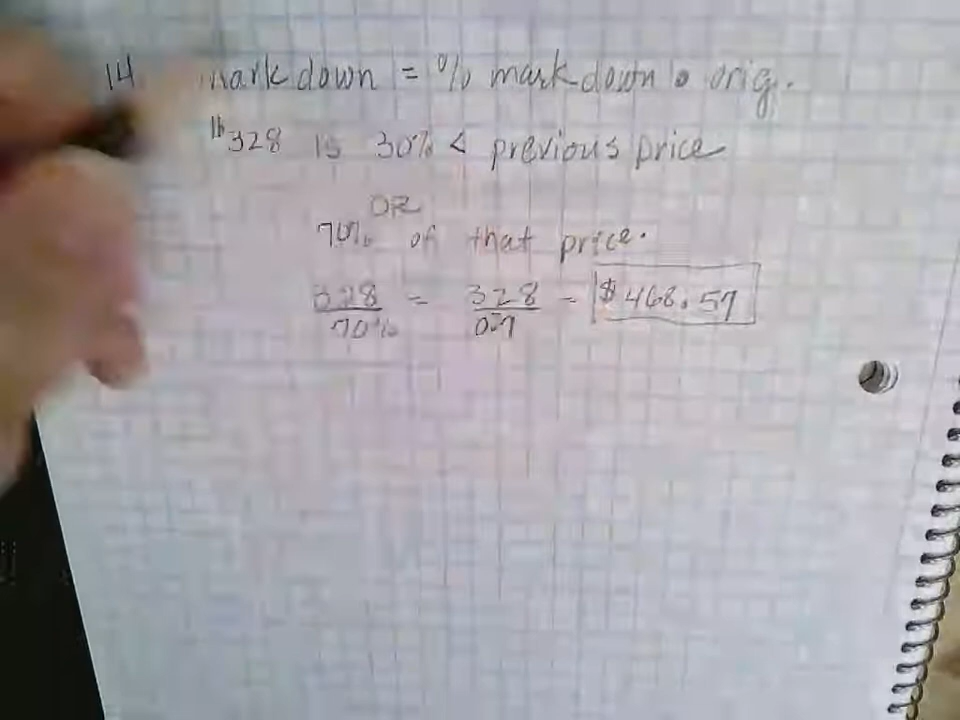 14 markdown = % markdown • orig.
$328 is 30% < previous price
OR
70% of that price.
328/70% = 328/0.7 = $468.57